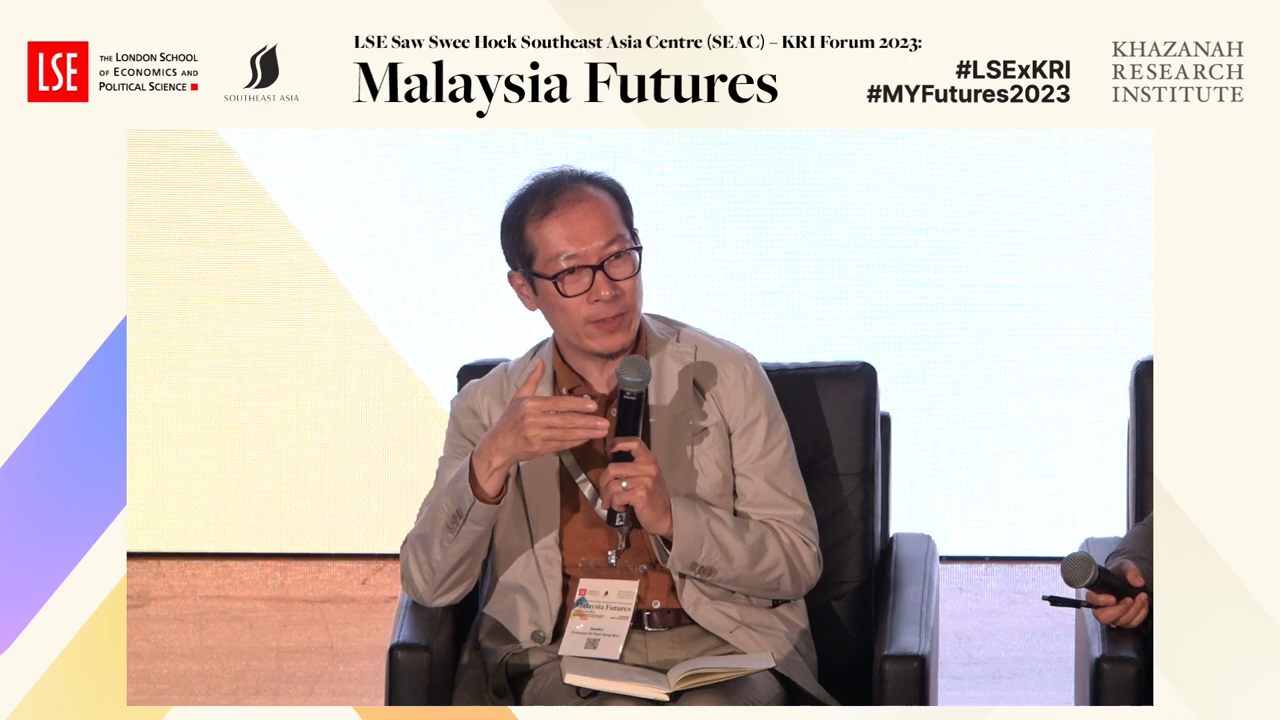 LSE
THE LONDON SCHOOL
OF ECONOMICS AND
POLITICAL SCIENCE
SOUTHEAST ASIA
LSE Saw Swee Hock Southeast Asia Centre (SEAC) – KRI Forum 2023:
Malaysia Futures
#LSExKRI
#MYFutures2023
KHAZANAH
RESEARCH
INSTITUTE
Malaysia Futures